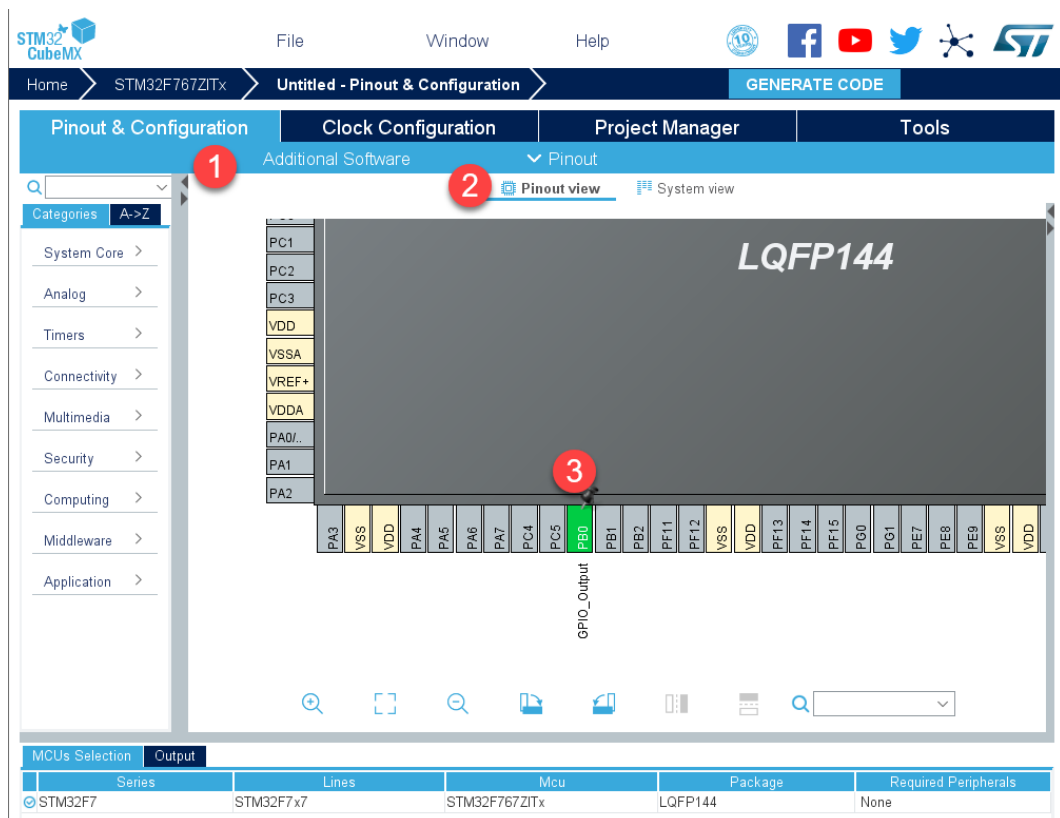 STM32
CubeMX
File
Window
Help
10
Home
STM32F767ZITx
Untitled - Pinout & Configuration
GENERATE CODE
Pinout & Configuration
Clock Configuration
Project Manager
Tools
1
Additional Software
Pinout
2
Pinout view
System view
Categories
A->Z
System Core
Analog
Timers
Connectivity
Multimedia
Security
Computing
Middleware
Application
PC1
PC2
PC3
VDD
VSSA
VREF+
VDDA
PA0/..
PA1
PA2
LQFP144
3
PA3
VSS
VDD
PA4
PA5
PA6
PA7
PC4
PC5
PB0
PB1
PB2
PF11
PF12
VSS
VDD
PF13
PF14
PF15
PG0
PG1
PE7
PE8
PE9
VSS
VDD
GPIO_Output
MCUs Selection
Output
Series Lines Mcu Package Required Peripherals
STM32F7 STM32F7x7 STM32F767ZITx LQFP144 None